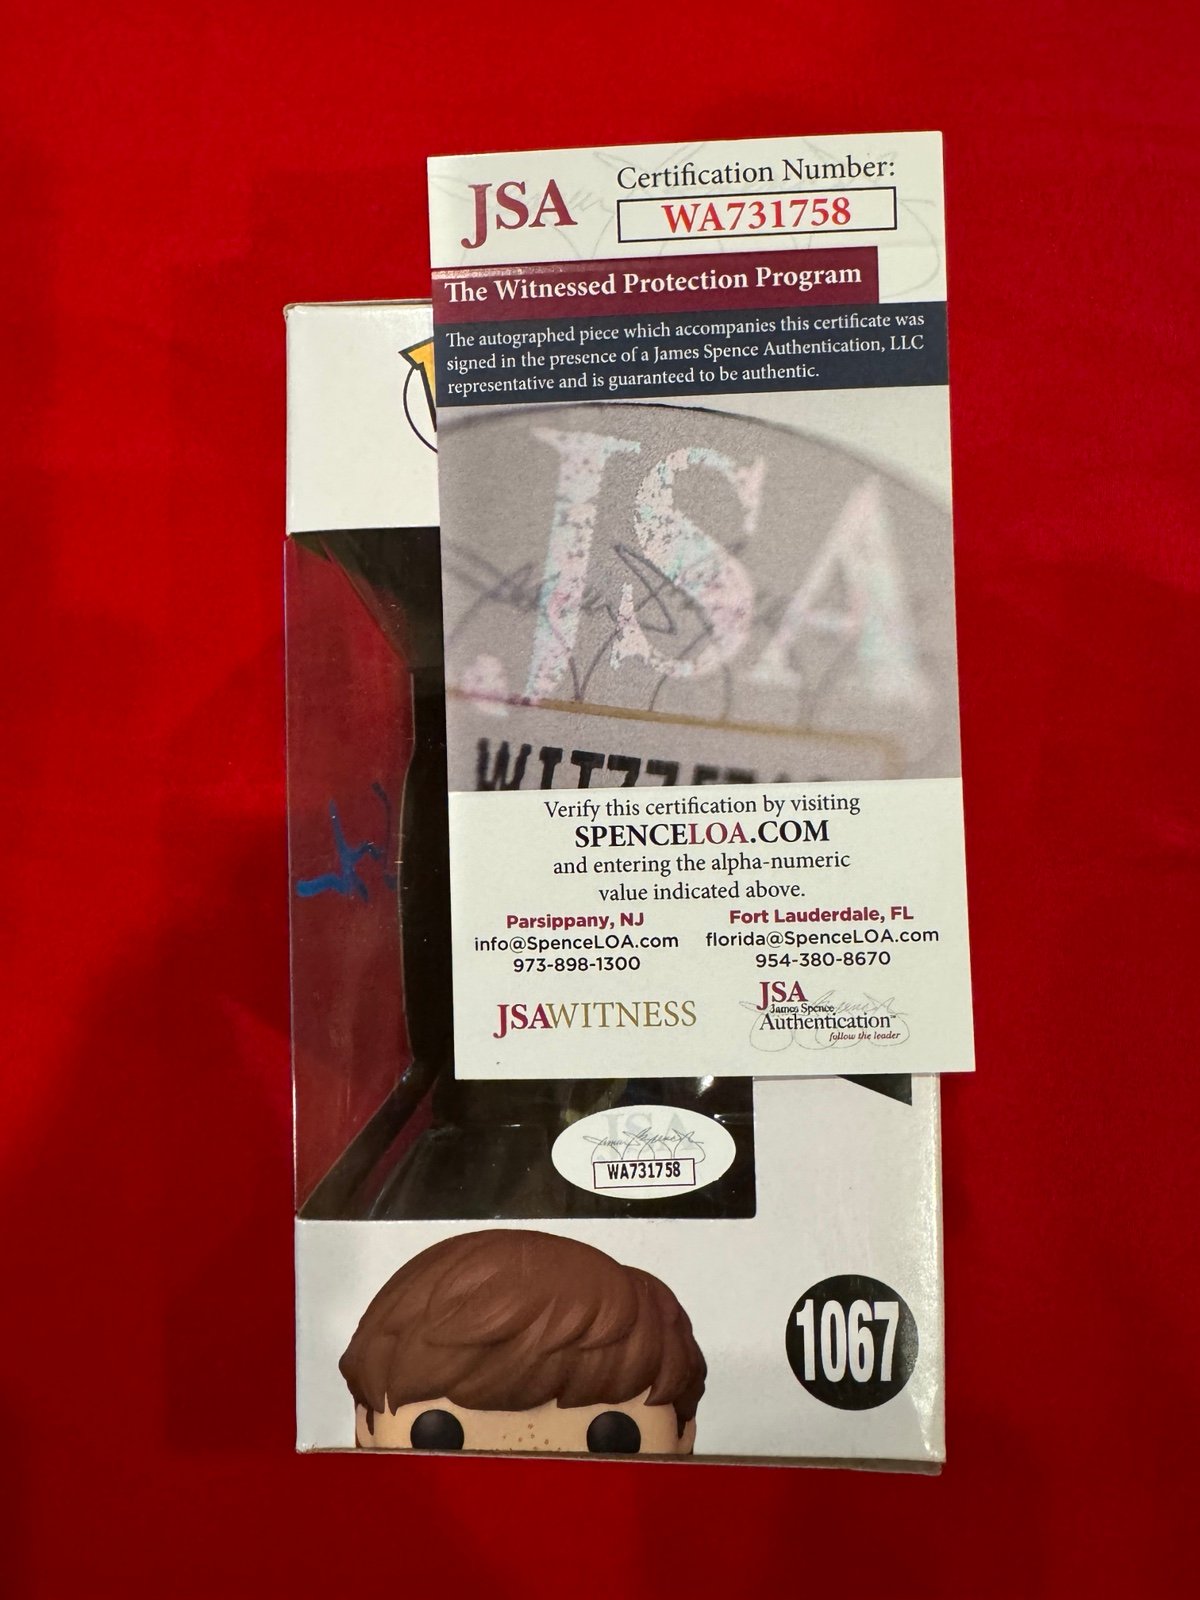 JSA
Certification Number:
WA731758
The Witnessed Protection Program
The autographed piece which accompanies this certificate was
signed in the presence of a James Spence Authentication, LLC
representative and is guaranteed to be authentic.
JSA
Verify this certification by visiting
SPENCELOA.COM
and entering the alpha-numeric
value indicated above.
Parsippany, NJ
info@SpenceLOA.com
973-898-1300
Fort Lauderdale, FL
florida@SpenceLOA.com
954-380-8670
JSAWITNESS
JSA
James Spence
Authentication™
follow the leader
JSA
WA731758
1067